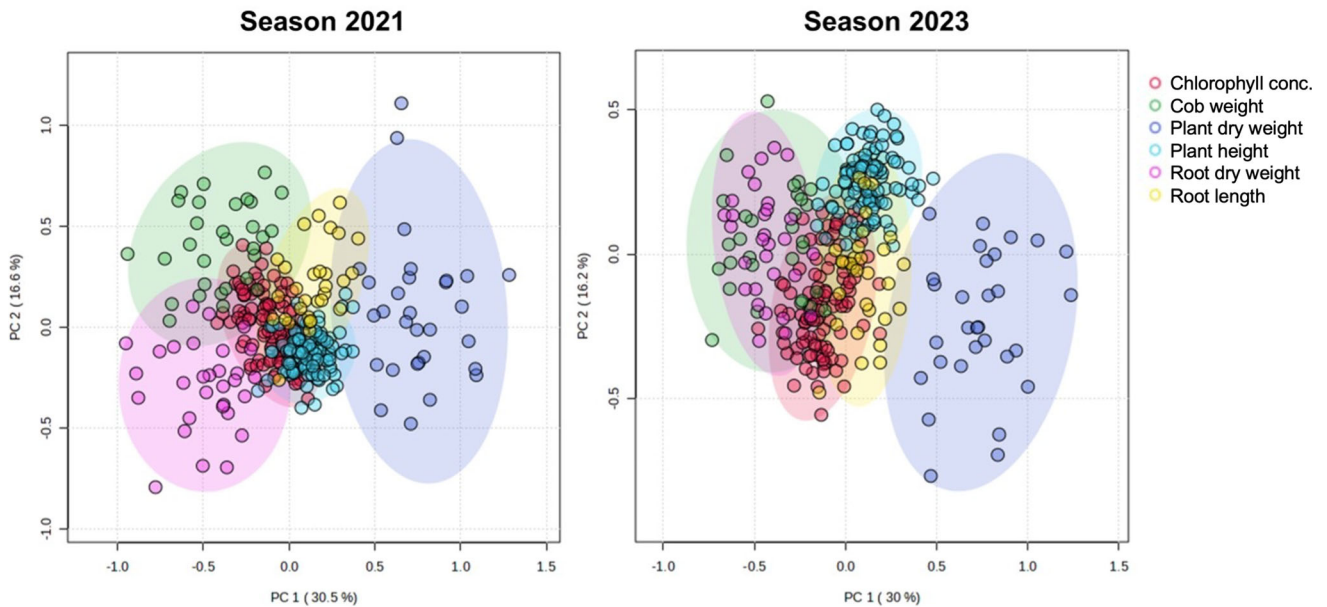 Season 2021
Season 2023
1.0
0.5
0.0
-0.5
-1.0
PC 2 ( 16.6 %)
-1.0
-0.5
0.0
0.5
1.0
1.5
PC 1 ( 30.5 %)
0.5
0.0
-0.5
PC 2 ( 16.2 %)
-1.0
-0.5
0.0
0.5
1.0
1.5
PC 1 ( 30 %)
Chlorophyll conc.
Cob weight
Plant dry weight
Plant height
Root dry weight
Root length